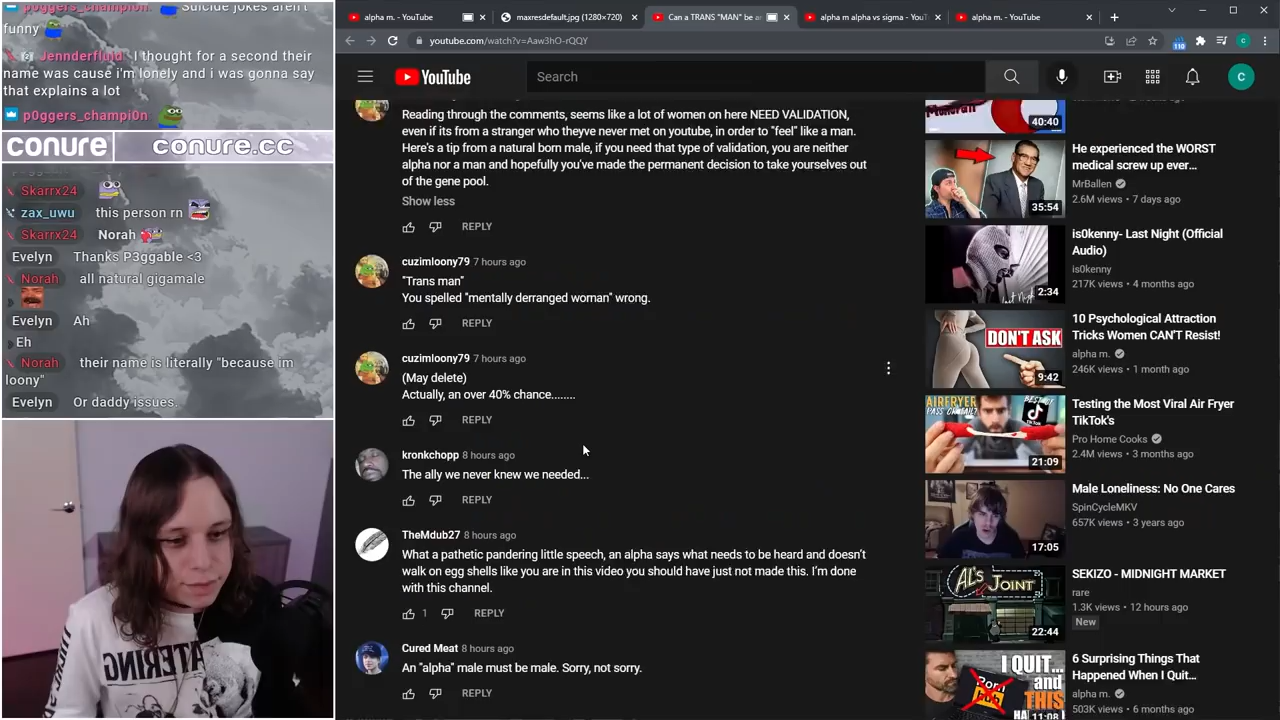 Suicide jokes aren't
funny
Jennderfluid I thought for a second their
name was cause i'm lonely and i was gonna say
that explains a lot
p0ggers_champi0n
conure conure.cc
Skarrx24
zax_uwu this person rn
Skarrx24 Norah
Evelyn Thanks P3ggable <3
Norah all natural gigamale
Evelyn Ah
Eh
Norah their name is literally "because im
loony"
Evelyn Or daddy issues.
alpha m. - YouTube
maxresdefault.jpg (1280×720)
Can a TRANS "MAN" be a
alpha m alpha vs sigma - YouT
alpha m. - YouTube
youtube.com/watch?v=Aaw3hO-rQQY
110
C
YouTube
Search
C
Reading through the comments, seems like a lot of women on here NEED VALIDATION,
even if its from a stranger who theyve never met on youtube, in order to "feel" like a man.
Here's a tip from a natural born male, if you need that type of validation, you are neither
alpha nor a man and hopefully you've made the permanent decision to take yourselves out
of the gene pool.
Show less
REPLY
cuzimloony79 7 hours ago
"Trans man"
You spelled "mentally derranged woman" wrong.
REPLY
cuzimloony79 7 hours ago
(May delete)
Actually, an over 40% chance........
REPLY
kronkchopp 8 hours ago
The ally we never knew we needed...
REPLY
TheMdub27 8 hours ago
What a pathetic pandering little speech, an alpha says what needs to be heard and doesn't
walk on egg shells like you are in this video you should have just not made this. I'm done
with this channel.
1 REPLY
Cured Meat 8 hours ago
An "alpha" male must be male. Sorry, not sorry.
REPLY
40:40
He experienced the WORST
medical screw up ever...
MrBallen
2.6M views • 7 days ago
35:54
is0kenny- Last Night (Official
Audio)
is0kenny
217K views • 4 months ago
2:34
10 Psychological Attraction
Tricks Women CAN'T Resist!
alpha m.
246K views • 1 month ago
DON'T ASK
9:42
Testing the Most Viral Air Fryer
TikTok's
Pro Home Cooks
2.4M views • 3 months ago
AIRFRYER
TikTok
21:09
Male Loneliness: No One Cares
SpinCycleMKV
657K views • 3 years ago
17:05
SEKIZO - MIDNIGHT MARKET
rare
1.3K views • 12 hours ago
New
AL's JOINT
22:44
6 Surprising Things That
Happened When I Quit...
alpha m.
503K views • 6 months ago
I QUIT...
and
THIS
11:08